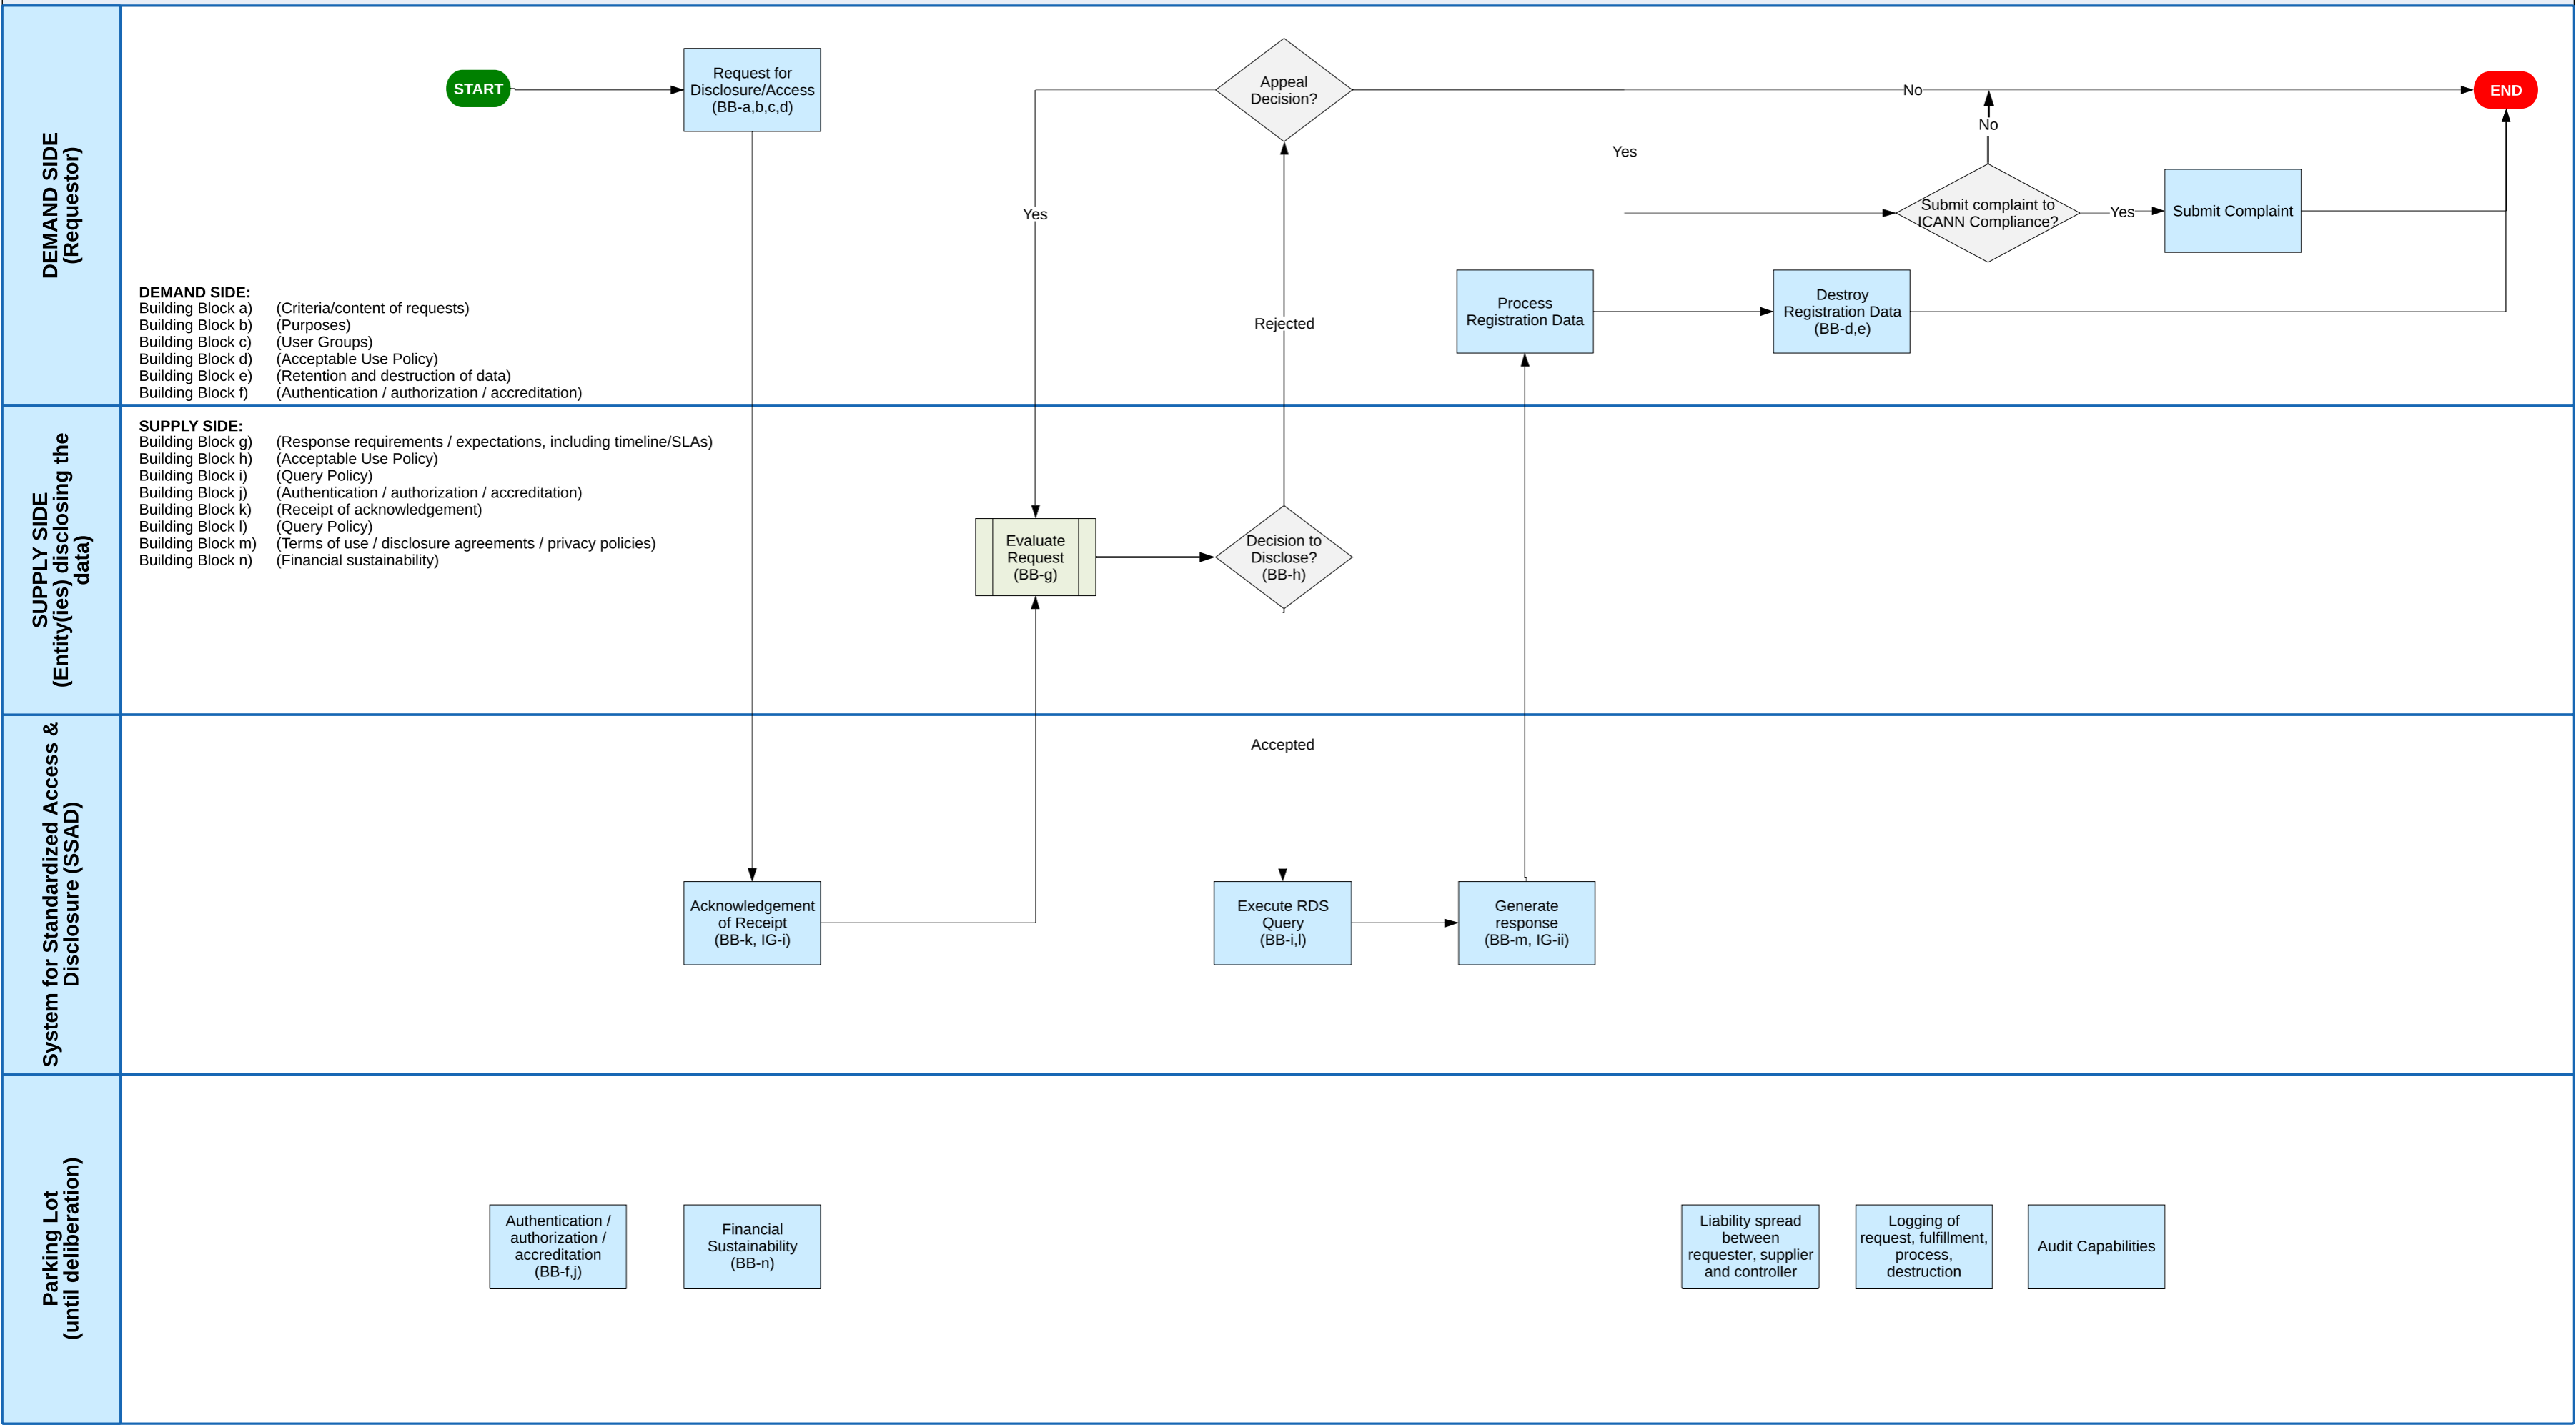 DEMAND SIDE
(Requestor)
START
Request for
Disclosure/Access
(BB-a,b,c,d)
Appeal
Decision?
No
END
No
Yes
Submit complaint to
ICANN Compliance?
Yes
Submit Complaint
Yes
Rejected
Process
Registration Data
Destroy
Registration Data
(BB-d,e)
DEMAND SIDE:
Building Block a) (Criteria/content of requests)
Building Block b) (Purposes)
Building Block c) (User Groups)
Building Block d) (Acceptable Use Policy)
Building Block e) (Retention and destruction of data)
Building Block f) (Authentication / authorization / accreditation)
SUPPLY SIDE
(Entity(ies) disclosing the
data)
SUPPLY SIDE:
Building Block g) (Response requirements / expectations, including timeline/SLAs)
Building Block h) (Acceptable Use Policy)
Building Block i) (Query Policy)
Building Block j) (Authentication / authorization / accreditation)
Building Block k) (Receipt of acknowledgement)
Building Block l) (Query Policy)
Building Block m) (Terms of use / disclosure agreements / privacy policies)
Building Block n) (Financial sustainability)
Evaluate
Request
(BB-g)
Decision to
Disclose?
(BB-h)
System for Standardized Access &
Disclosure (SSAD)
Accepted
Acknowledgement
of Receipt
(BB-k, IG-i)
Execute RDS
Query
(BB-i,l)
Generate
response
(BB-m, IG-ii)
Parking Lot
(until deliberation)
Authentication /
authorization /
accreditation
(BB-f,j)
Financial
Sustainability
(BB-n)
Liability spread
between
requester, supplier
and controller
Logging of
request, fulfillment,
process,
destruction
Audit Capabilities